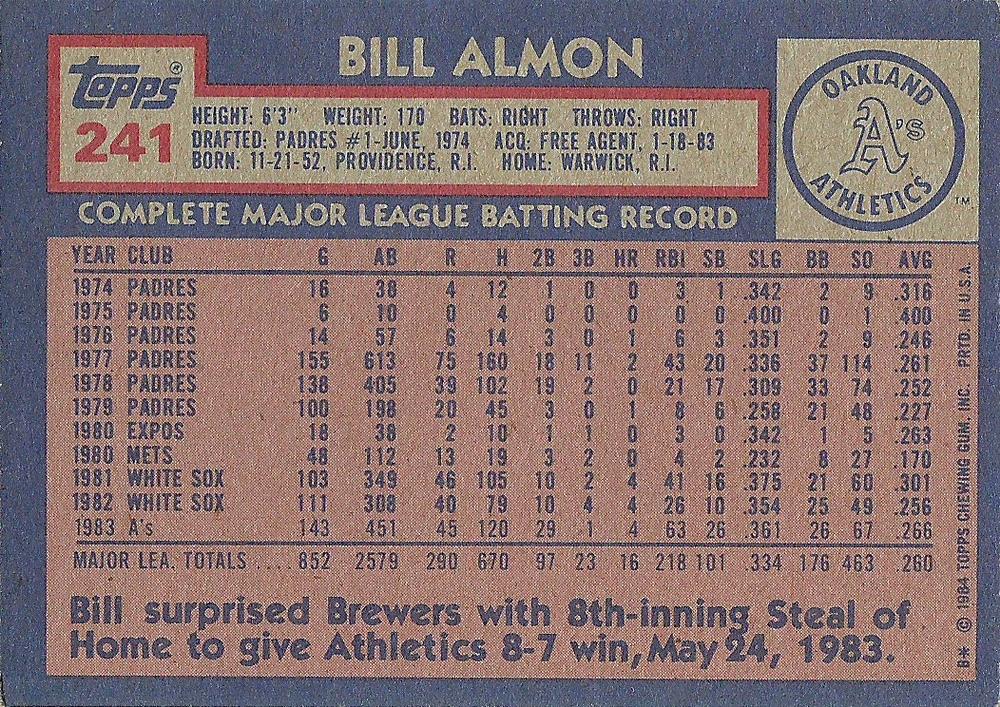 BILL ALMON
Topps®
241
HEIGHT: 6'3" WEIGHT: 170 BATS: RIGHT THROWS: RIGHT
DRAFTED: PADRES #1-JUNE, 1974 ACQ: FREE AGENT, 1-18-83
BORN: 11-21-52, PROVIDENCE, R.I. HOME: WARWICK, R.I.
OAKLAND
A's
ATHLETICS
TM
COMPLETE MAJOR LEAGUE BATTING RECORD
YEAR CLUB G AB R H 2B 3B HR RBI SB SLG BB SO AVG
1974 PADRES 16 38 4 12 1 0 0 3 1 .342 2 9 .316
1975 PADRES 6 10 0 4 0 0 0 0 0 .400 0 1 .400
1976 PADRES 14 57 6 14 3 0 1 6 3 .351 2 9 .246
1977 PADRES 155 613 75 160 18 11 2 43 20 .336 37 114 .261
1978 PADRES 138 405 39 102 19 2 0 21 17 .309 33 74 .252
1979 PADRES 100 198 20 45 3 0 1 8 6 .258 21 48 .227
1980 EXPOS 18 38 2 10 1 1 0 3 0 .342 1 5 .263
1980 METS 48 112 13 19 3 2 0 4 2 .232 8 27 .170
1981 WHITE SOX 103 349 46 105 10 2 4 41 16 .375 21 60 .301
1982 WHITE SOX 111 308 40 79 10 4 4 26 10 .354 25 49 .256
1983 A's 143 451 45 120 29 1 4 63 26 .361 26 67 .266
MAJOR LEA. TOTALS .... 852 2579 290 670 97 23 16 218 101 .334 176 463 .260
Bill surprised Brewers with 8th-inning Steal of
Home to give Athletics 8-7 win, May 24, 1983.
B* © 1984 TOPPS CHEWING GUM, INC. PRTD. IN U.S.A.